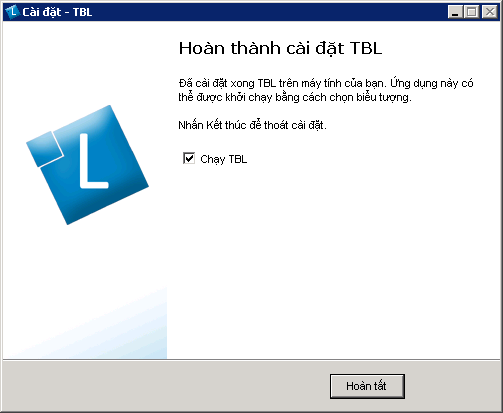 Cài đặt - TBL
Hoàn thành cài đặt TBL
Đã cài đặt xong TBL trên máy tính của bạn. Ứng dụng này có
thể được khởi chạy bằng cách chọn biểu tượng.
Nhấn Kết thúc để thoát cài đặt.
Chạy TBL
L
Hoàn tất